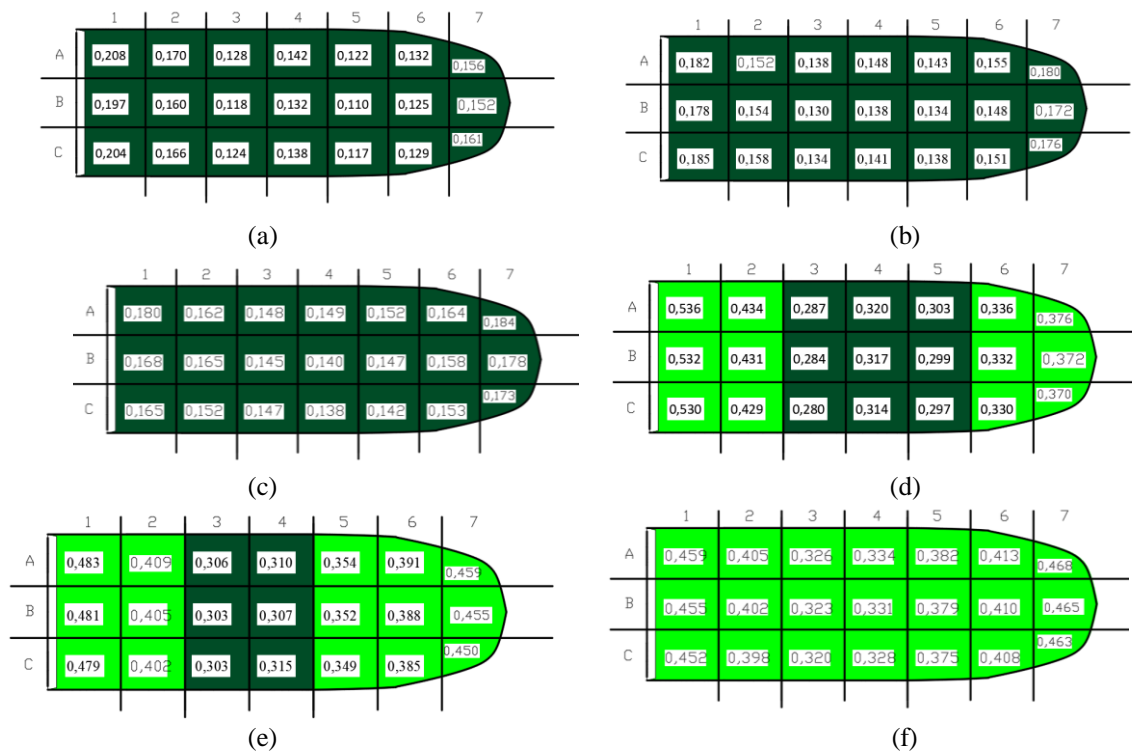 1 2 3 4 5 6 7
A 0,208 0,170 0,128 0,142 0,122 0,132 0,156
B 0,197 0,160 0,118 0,132 0,110 0,125 0,152
C 0,204 0,166 0,124 0,138 0,117 0,129 0,161
(a)
1 2 3 4 5 6 7
A 0,182 0,152 0,138 0,148 0,143 0,155 0,180
B 0,178 0,154 0,130 0,138 0,134 0,148 0,172
C 0,185 0,158 0,134 0,141 0,138 0,151 0,176
(b)
1 2 3 4 5 6 7
A 0,180 0,162 0,148 0,149 0,152 0,164 0,184
B 0,168 0,165 0,145 0,140 0,147 0,158 0,178
C 0,165 0,152 0,147 0,138 0,142 0,153 0,173
(c)
1 2 3 4 5 6 7
A 0,536 0,434 0,287 0,320 0,303 0,336 0,376
B 0,532 0,431 0,284 0,317 0,299 0,332 0,372
C 0,530 0,429 0,280 0,314 0,297 0,330 0,370
(d)
1 2 3 4 5 6 7
A 0,483 0,409 0,306 0,310 0,354 0,391 0,459
B 0,481 0,405 0,303 0,307 0,352 0,388 0,455
C 0,479 0,402 0,303 0,315 0,349 0,385 0,450
(e)
1 2 3 4 5 6 7
A 0,459 0,405 0,326 0,334 0,382 0,413 0,468
B 0,455 0,402 0,323 0,331 0,379 0,410 0,465
C 0,452 0,398 0,320 0,328 0,375 0,408 0,463
(f)